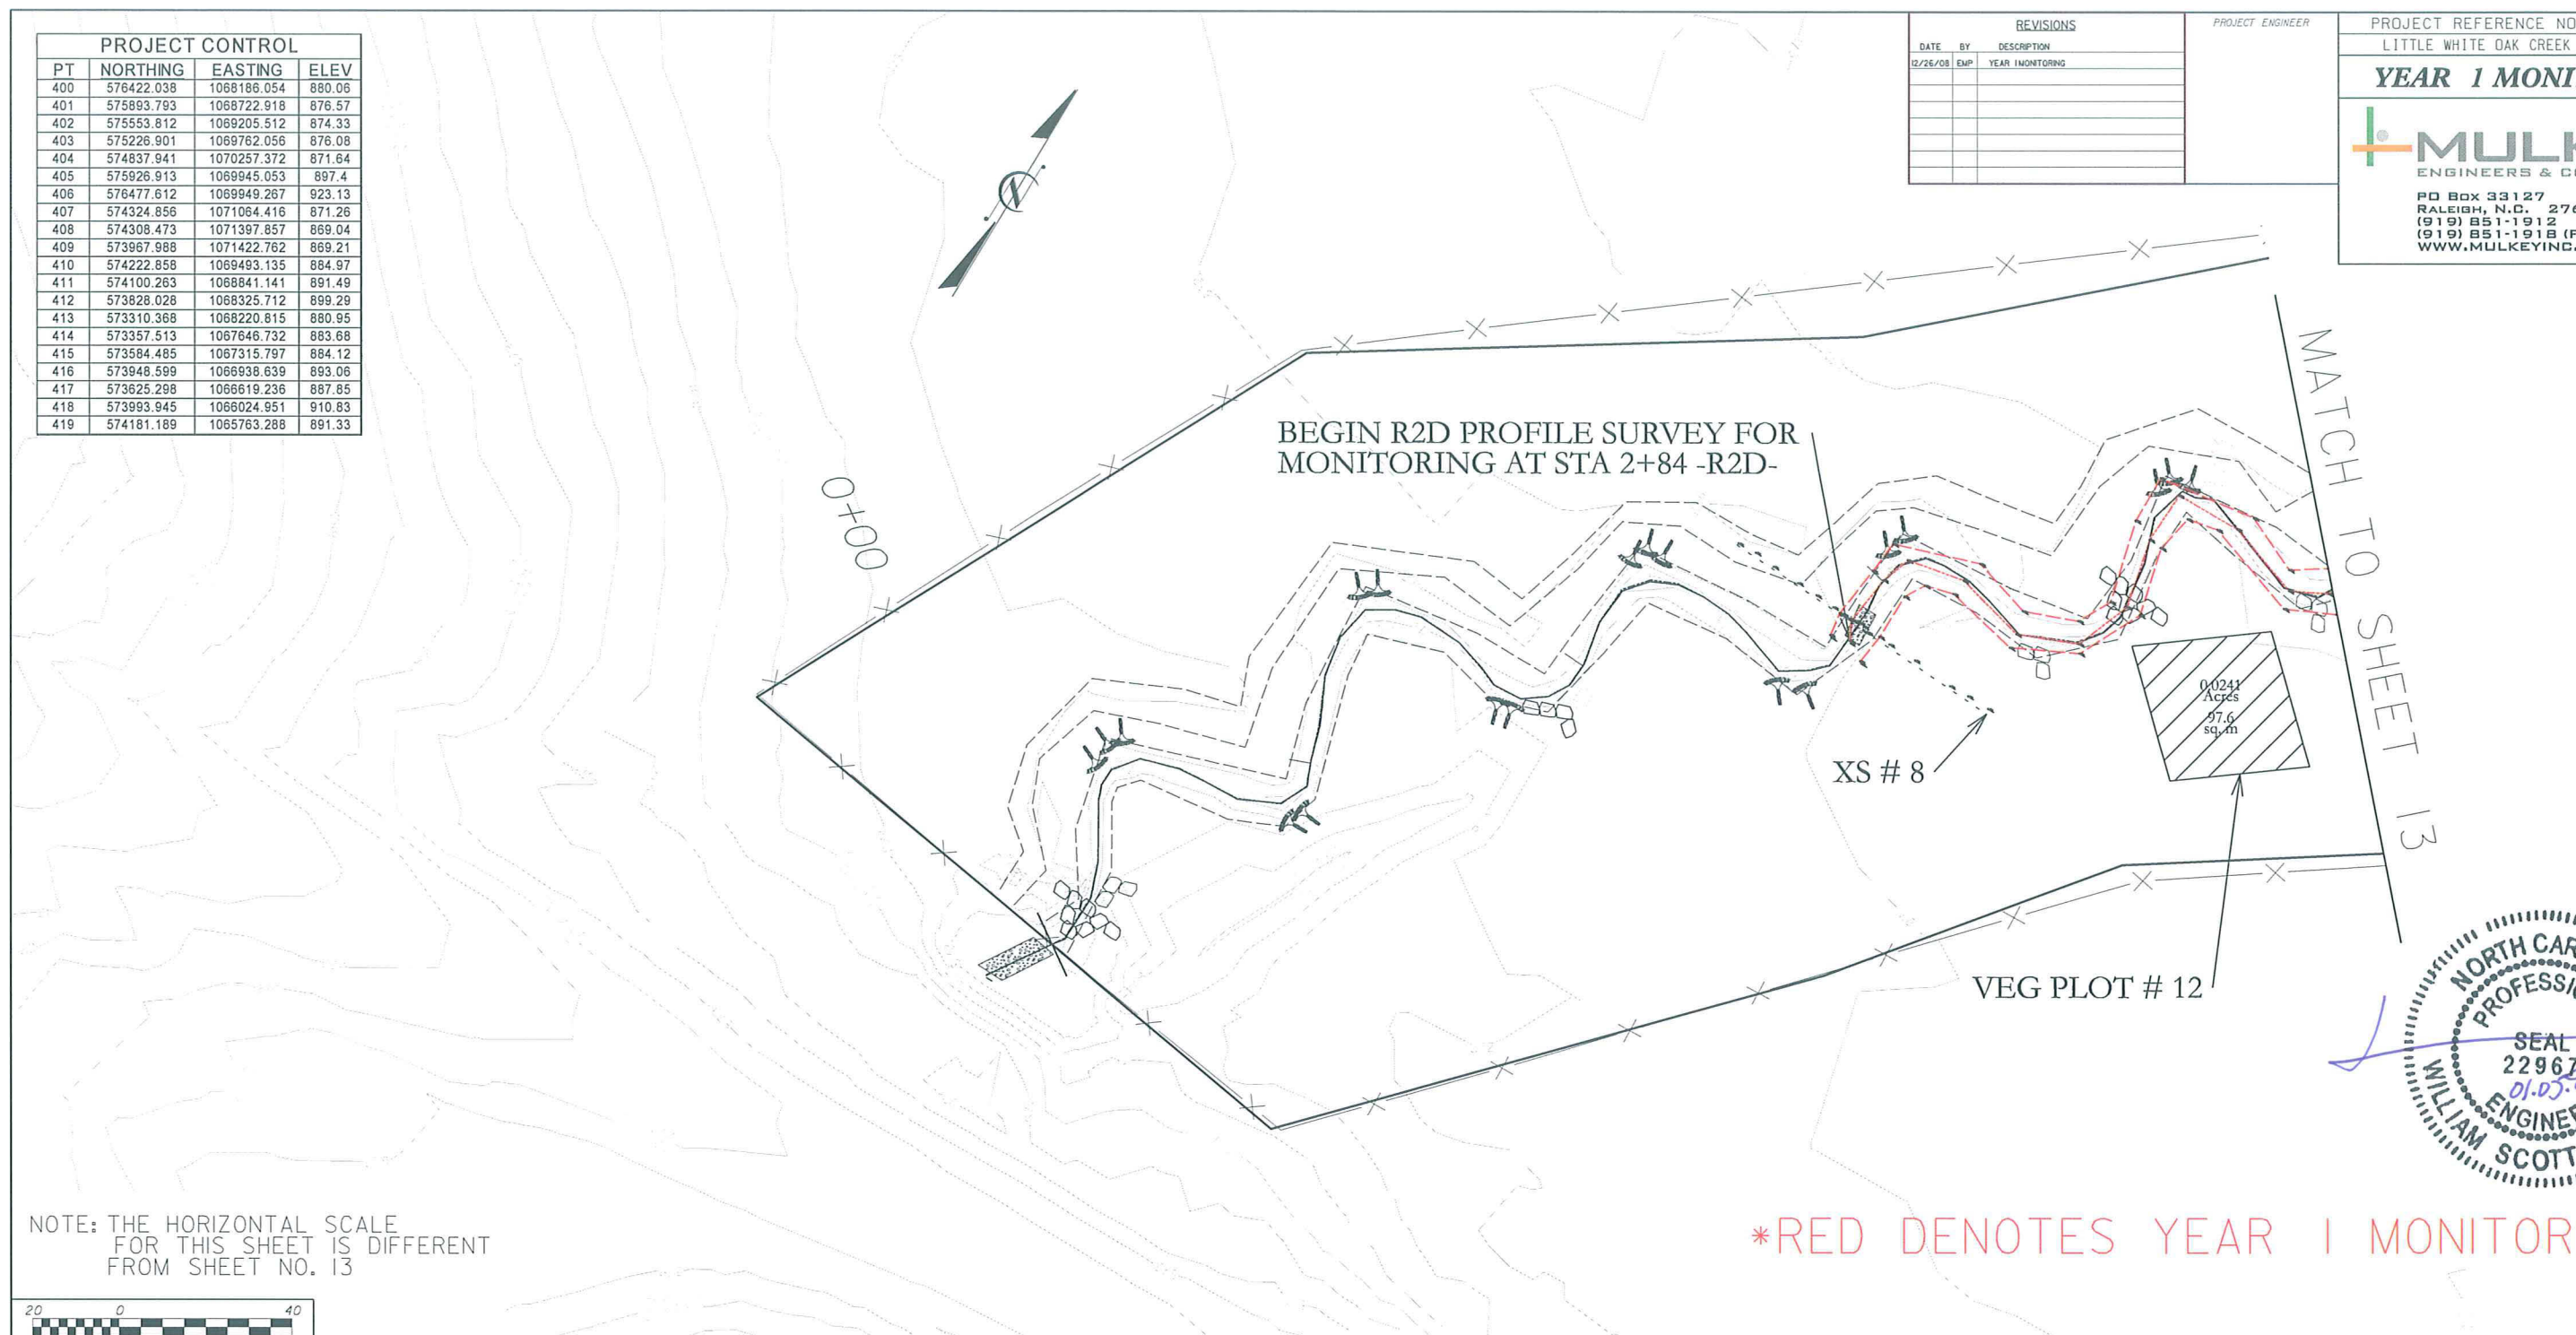 PROJECT CONTROL
PT NORTHING EASTING ELEV
400 576422.038 1068186.054 880.06
401 575893.793 1068722.918 876.57
402 575553.812 1069205.512 874.33
403 575226.901 1069762.056 876.08
404 574837.941 1070257.372 871.64
405 575926.913 1069945.053 897.4
406 576477.612 1069949.267 923.13
407 574324.856 1071064.416 871.26
408 574308.473 1071397.857 869.04
409 573967.988 1071422.762 869.21
410 574222.858 1069493.135 884.97
411 574100.263 1068841.141 891.49
412 573828.028 1068325.712 899.29
413 573310.368 1068220.815 880.95
414 573357.513 1067646.732 883.68
415 573584.485 1067315.797 884.12
416 573948.599 1066938.639 893.06
417 573625.298 1066619.236 887.85
418 573993.945 1066024.951 910.83
419 574181.189 1065763.288 891.33
N
REVISIONS
DATE BY DESCRIPTION
12/26/08 EMP YEAR 1 MONITORING
PROJECT ENGINEER
PROJECT REFERENCE NO
LITTLE WHITE OAK CREEK
YEAR 1 MONI
MULK
ENGINEERS & C
PO BOX 33127
RALEIGH, N.C. 276
(919) 851-1912
(919) 851-1918 (F
WWW.MULKEYINC.
BEGIN R2D PROFILE SURVEY FOR
MONITORING AT STA 2+84 -R2D-
0+00
MATCH TO SHEET 13
0.0241
Acres
97.6
sq. m
XS # 8
VEG PLOT # 12
NORTH CAR
PROFESSI
SEAL
22967
01.05.
ENGINE
WILLIAM SCOTT
NOTE: THE HORIZONTAL SCALE
FOR THIS SHEET IS DIFFERENT
FROM SHEET NO. 13
*RED DENOTES YEAR 1 MONITOR
20 0 40